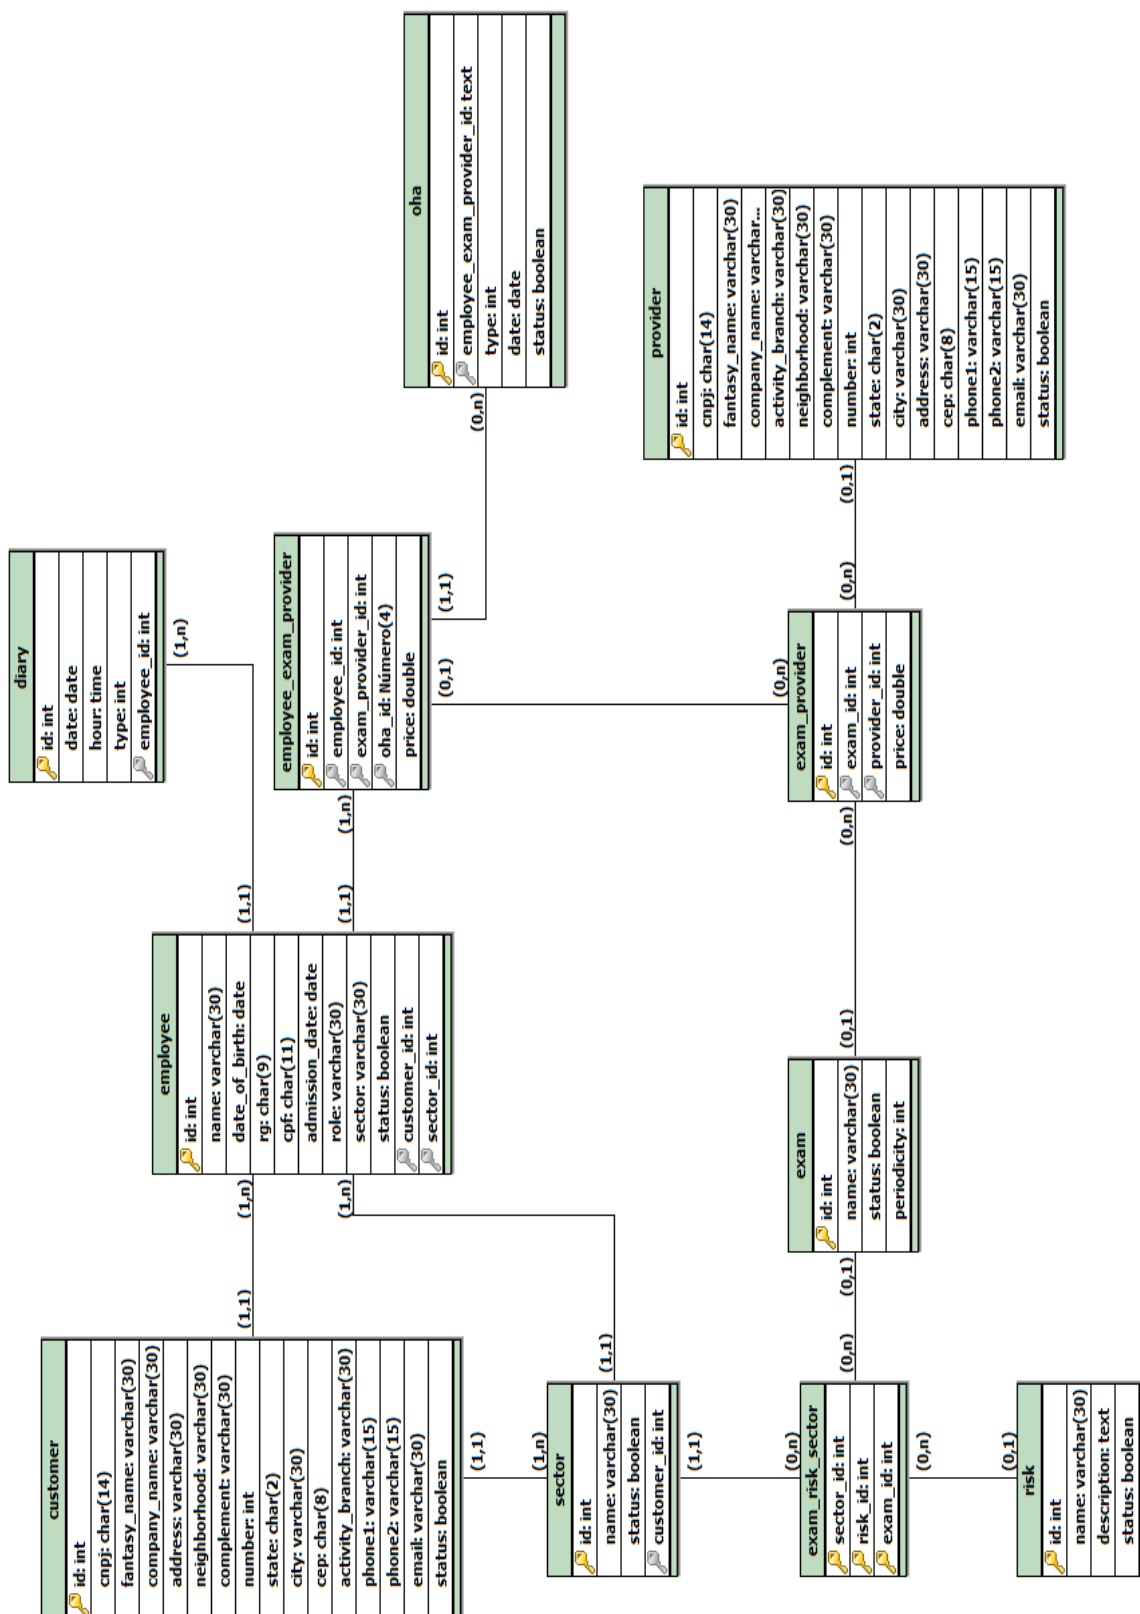 customer
id: int
cnpj: char(14)
fantasy_name: varchar(30)
company_name: varchar(30)
address: varchar(30)
neighborhood: varchar(30)
complement: varchar(30)
number: int
state: char(2)
city: varchar(30)
cep: char(8)
activity_branch: varchar(30)
phone1: varchar(15)
phone2: varchar(15)
email: varchar(30)
status: boolean
(1,1)
(1,n)
(1,1)
(1,n)
employee
id: int
name: varchar(30)
date_of_birth: date
rg: char(9)
cpf: char(11)
admission_date: date
role: varchar(30)
sector: varchar(30)
status: boolean
customer_id: int
sector_id: int
(1,n)
(1,1)
(1,1)
(1,1)
(1,n)
(1,n)
diary
id: int
date: date
hour: time
type: int
employee_id: int
employee_exam_provider
id: int
employee_id: int
exam_provider_id: int
oha_id: Número(4)
price: double
(0,1)
(1,1)
(0,n)
(0,n)
oha
id: int
employee_exam_provider_id: text
type: int
date: date
status: boolean
sector
id: int
name: varchar(30)
status: boolean
customer_id: int
(1,1)
(0,n)
exam_risk_sector
sector_id: int
risk_id: int
exam_id: int
(0,n)
(0,1)
(0,n)
(0,1)
exam
id: int
name: varchar(30)
status: boolean
periodicity: int
(0,1)
(0,n)
exam_provider
id: int
exam_id: int
provider_id: int
price: double
(0,n)
(0,1)
provider
id: int
cnpj: char(14)
fantasy_name: varchar(30)
company_name: varchar...
activity_branch: varchar(30)
neighborhood: varchar(30)
complement: varchar(30)
number: int
state: char(2)
city: varchar(30)
address: varchar(30)
cep: char(8)
phone1: varchar(15)
phone2: varchar(15)
email: varchar(30)
status: boolean
risk
id: int
name: varchar(30)
description: text
status: boolean